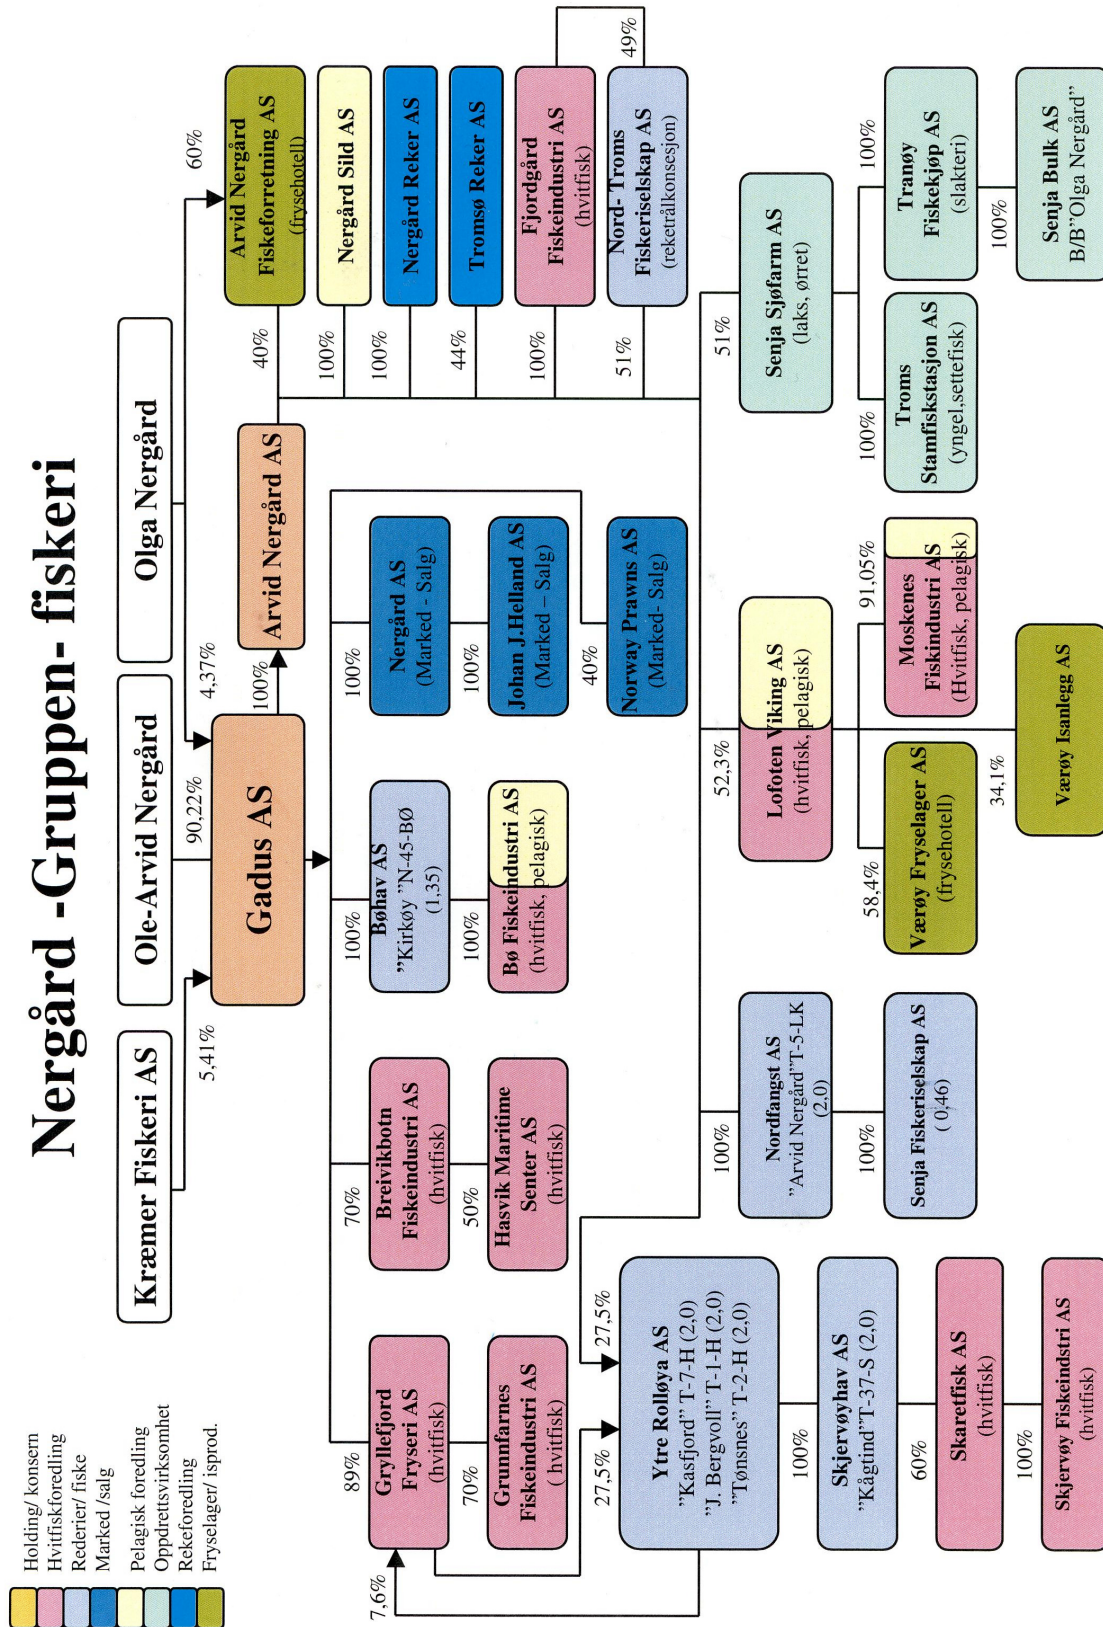 Nergård -Gruppen- fiskeri
Holding/ konsern
Hvitfiskforedling
Rederier/ fiske
Marked /salg
Pelagisk foredling
Oppdrettsvirksomhet
Rekeforeding
Fryselager/ isprod.
Kræmer Fiskeri AS
Ole-Arvid Nergård
Olga Nergård
5,41%
90,22%
4,37%
60%
Gadus AS
100%
Arvid Nergård AS
40%
Arvid Nergård
Fiskeforretning AS
(frysehotell)
100%
Nergård Sild AS
100%
Nergård Reker AS
44%
Tromsø Reker AS
100%
Fjordgård
Fiskeindustri AS
(hvitfisk)
49%
51%
Nord- Troms
Fiskeriselskap AS
(reketrålkonsesjon)
89%
Gryllefjord
Fryseri AS
(hvitfisk)
7,6%
70%
Grunnfarnes
Fiskeindustri AS
( hvitfisk)
70%
Breivikbotn
Fiskeindustri AS
(hvitfisk)
50%
Hasvik Maritime
Senter AS
(hvitfisk)
100%
Bøhav AS
”Kirkøy ”N-45-BØ
(1,35)
100%
Bø Fiskeindustri AS
(hvitfisk, pelagisk)
100%
Nergård AS
(Marked - Salg)
100%
Johan J.Helland AS
(Marked – Salg)
40%
Norway Prawns AS
(Marked- Salg)
27,5%
27,5%
Ytre Rolløya AS
”Kasfjord” T-7-H (2,0)
”J. Bergvoll” T-1-H (2,0)
”Tønsnes” T-2-H (2,0)
100%
Skjervøyhav AS
”Kågtind”T-37-S (2,0)
60%
Skaretfisk AS
(hvitfisk)
100%
Skjervøy Fiskeindstri AS
(hvitfisk)
100%
Nordfangst AS
”Arvid Nergård”T-5-LK
(2,0)
100%
Senja Fiskeriselskap AS
( 0,46)
52,3%
Lofoten Viking AS
(hvitfisk, pelagisk)
58,4%
Værøy Fryselager AS
(frysehotell)
91,05%
Moskenes
Fiskindustri AS
(Hvitfisk, pelagisk)
34,1%
Værøy Isanlegg AS
51%
Senja Sjøfarm AS
(laks, ørret)
100%
Troms
Stamfiskstasjon AS
(yngel,settefisk)
100%
Tranøy
Fiskekjøp AS
(slakteri)
100%
Senja Bulk AS
B/B”Olga Nergård”